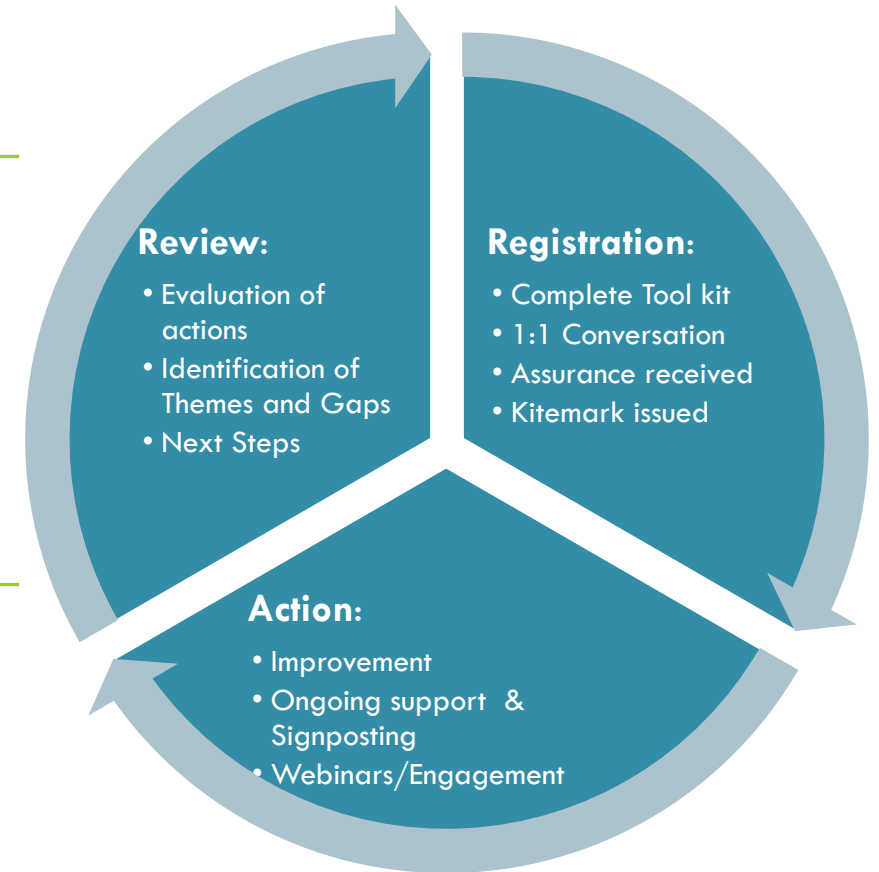 Review:
• Evaluation of
actions
• Identification of
Themes and Gaps
• Next Steps
Registration:
• Complete Tool kit
• 1:1 Conversation
• Assurance received
• Kitemark issued
Action:
• Improvement
• Ongoing support &
Signposting
• Webinars/Engagement